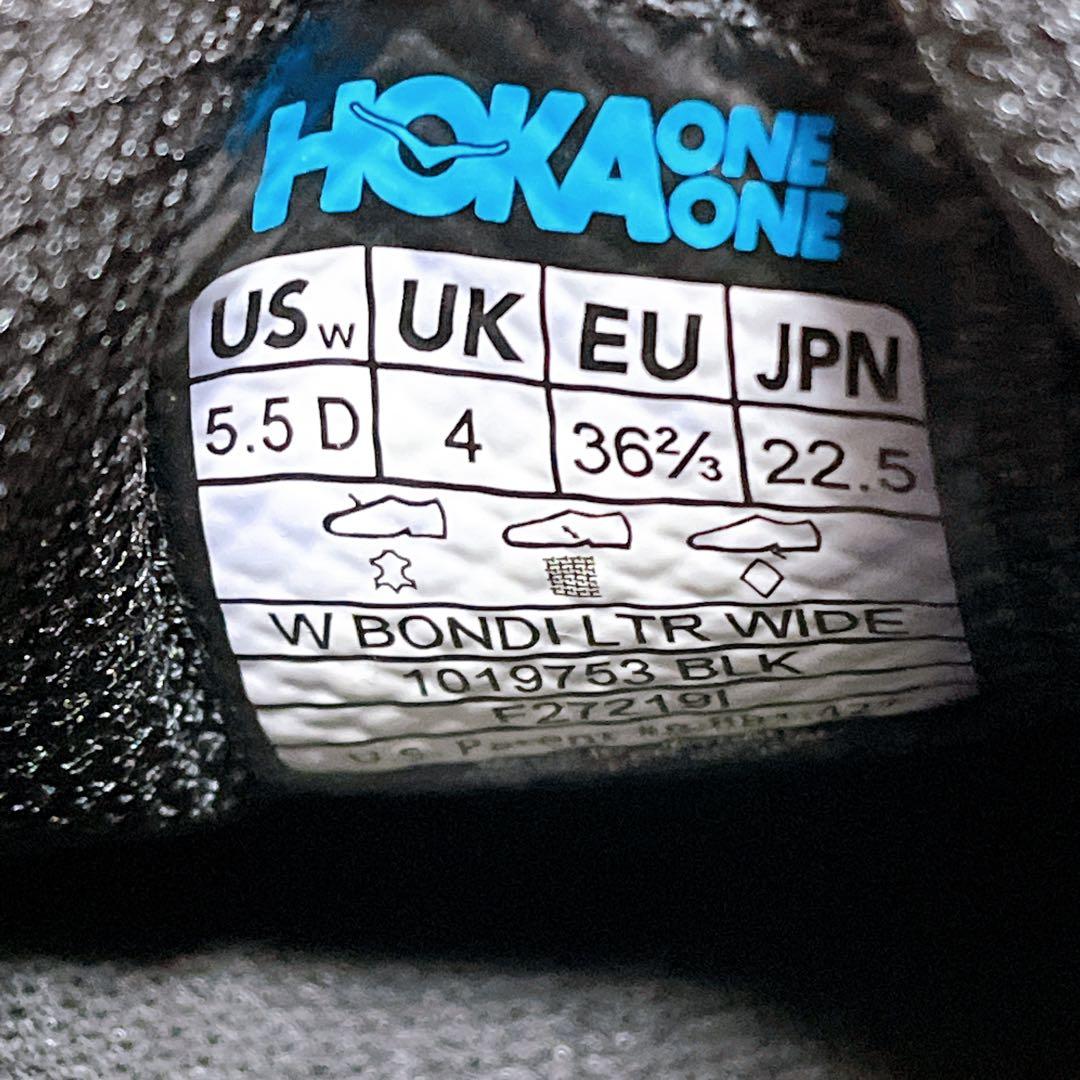 HOKA ONE ONE
US W UK EU JPN
5.5 D 4 36⅔ 22.5
W BONDI LTR WIDE
1019753 BLK
F27219I
U.S. Patent